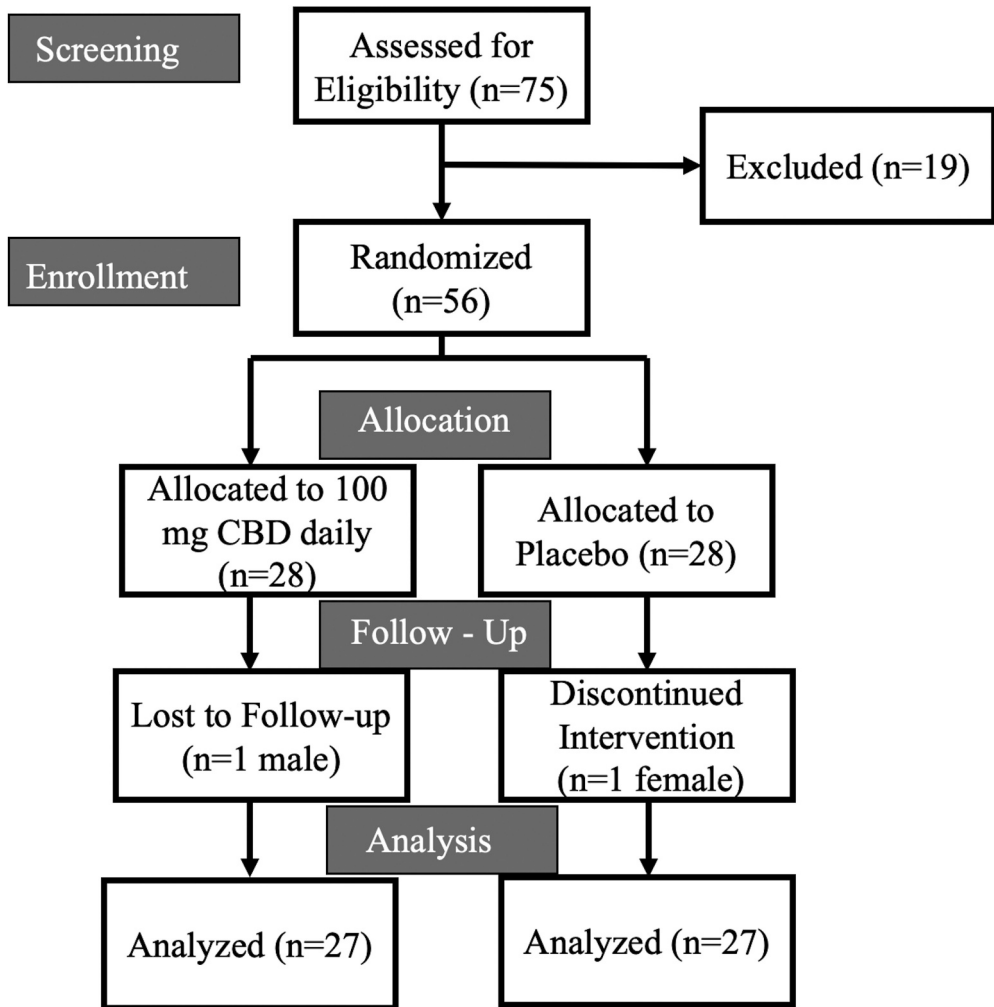 Screening
Assessed for
Eligibility (n=75)
Excluded (n=19)
Enrollment
Randomized
(n=56)
Allocation
Allocated to 100
mg CBD daily
(n=28)
Allocated to
Placebo (n=28)
Follow - Up
Lost to Follow-up
(n=1 male)
Discontinued
Intervention
(n=1 female)
Analysis
Analyzed (n=27)
Analyzed (n=27)